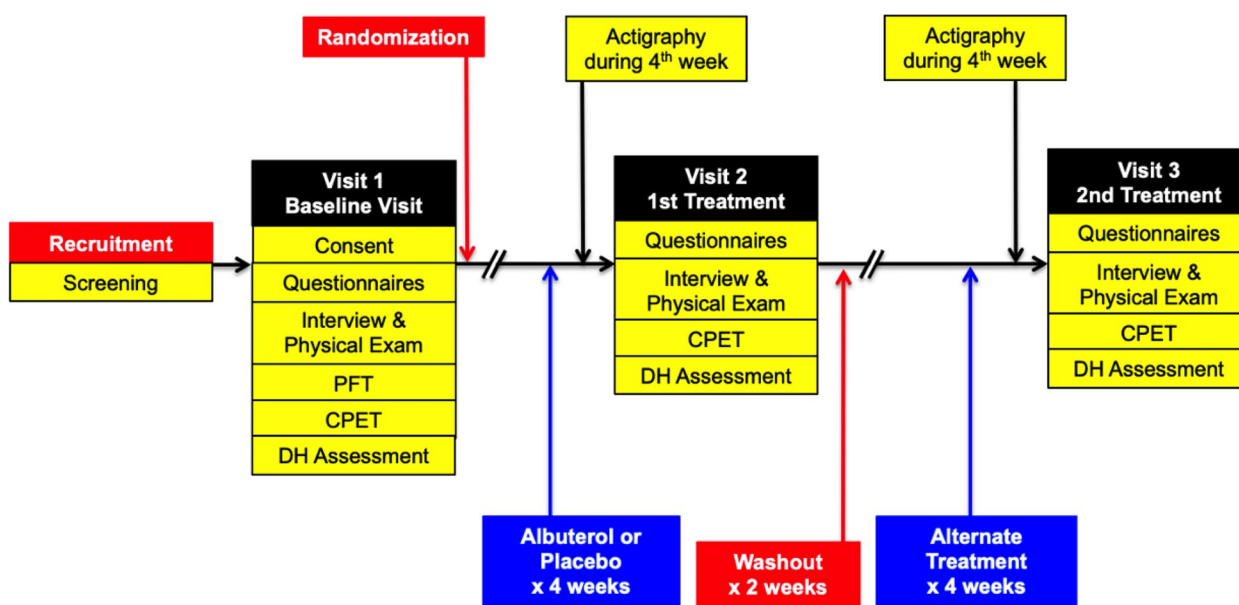 Randomization
Actigraphy
during 4th week
Actigraphy
during 4th week
Recruitment
Screening
Visit 1
Baseline Visit
Consent
Questionnaires
Interview &
Physical Exam
PFT
CPET
DH Assessment
Visit 2
1st Treatment
Questionnaires
Interview &
Physical Exam
CPET
DH Assessment
Visit 3
2nd Treatment
Questionnaires
Interview &
Physical Exam
CPET
DH Assessment
Albuterol or
Placebo
x 4 weeks
Washout
x 2 weeks
Alternate
Treatment
x 4 weeks